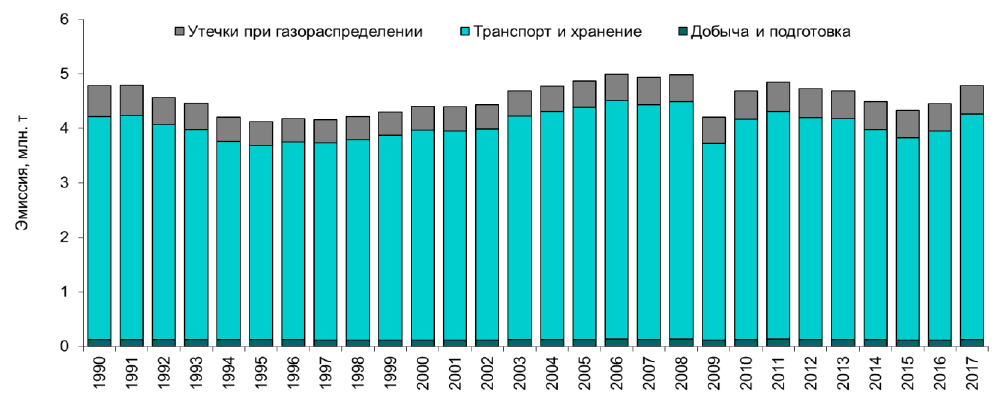 Утечки при газораспределении Транспорт и хранение Добыча и подготовка
Эмиссия, млн. т
6
5
4
3
2
1
0
1990 1991 1992 1993 1994 1995 1996 1997 1998 1999 2000 2001 2002 2003 2004 2005 2006 2007 2008 2009 2010 2011 2012 2013 2014 2015 2016 2017